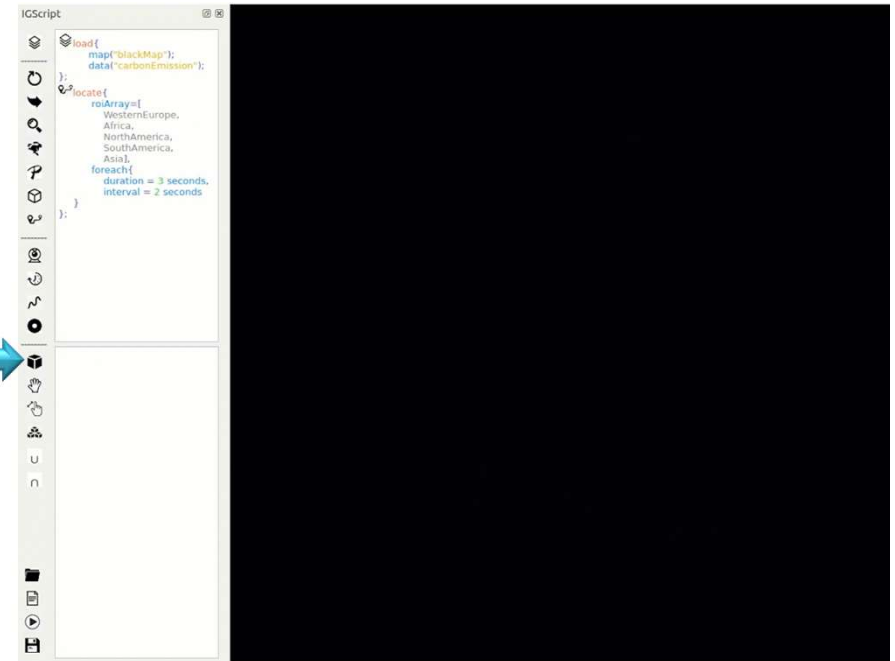 IGScript
load{
map("blackMap");
data("carbonEmission");
};
locate{
roiArray=[
WesternEurope,
Africa,
NorthAmerica,
SouthAmerica,
Asia],
foreach{
duration = 3 seconds,
interval = 2 seconds
}
};